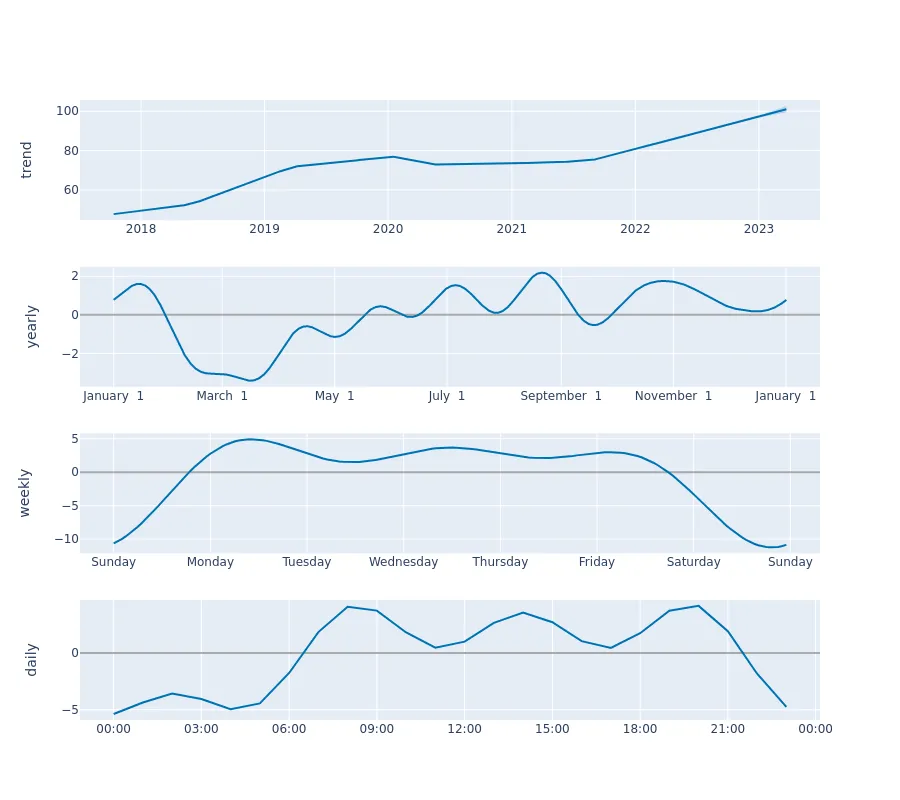 trend
100
80
60
2018 2019 2020 2021 2022 2023
yearly
2
0
−2
January 1 March 1 May 1 July 1 September 1 November 1 January 1
weekly
5
0
−5
−10
Sunday Monday Tuesday Wednesday Thursday Friday Saturday Sunday
daily
0
−5
00:00 03:00 06:00 09:00 12:00 15:00 18:00 21:00 00:00